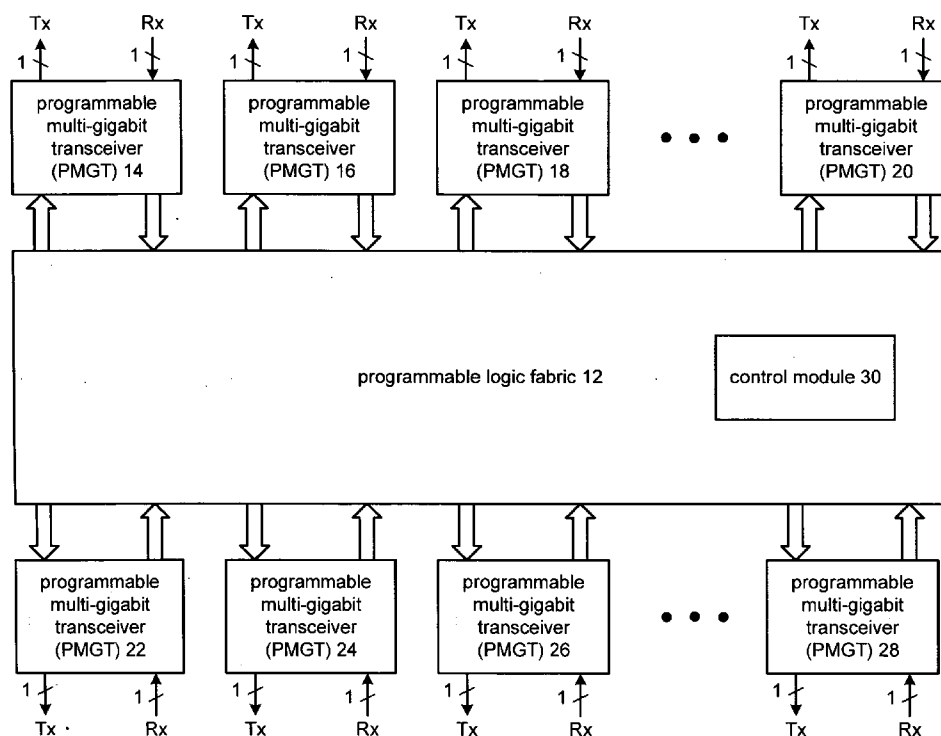 Tx Rx Tx Rx Tx Rx Tx Rx
1 1 1 1 1 1 1 1
programmable
multi-gigabit
transceiver
(PMGT) 14
programmable
multi-gigabit
transceiver
(PMGT) 16
programmable
multi-gigabit
transceiver
(PMGT) 18
programmable
multi-gigabit
transceiver
(PMGT) 20
programmable logic fabric 12
control module 30
programmable
multi-gigabit
transceiver
(PMGT) 22
programmable
multi-gigabit
transceiver
(PMGT) 24
programmable
multi-gigabit
transceiver
(PMGT) 26
programmable
multi-gigabit
transceiver
(PMGT) 28
1 1 1 1 1 1 1 1
Tx Rx Tx Rx Tx Rx Tx Rx